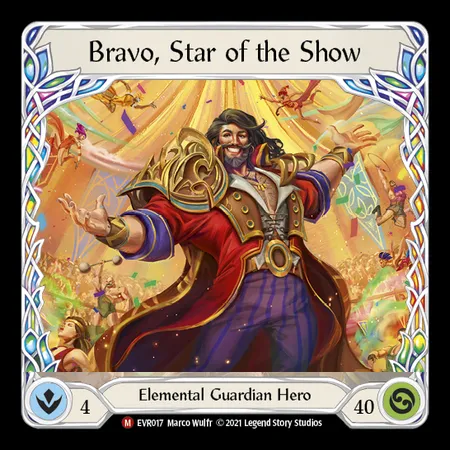 Bravo, Star of the Show
4 Elemental Guardian Hero 40
M EVR017 Marco Wulfr © 2021 Legend Story Studios